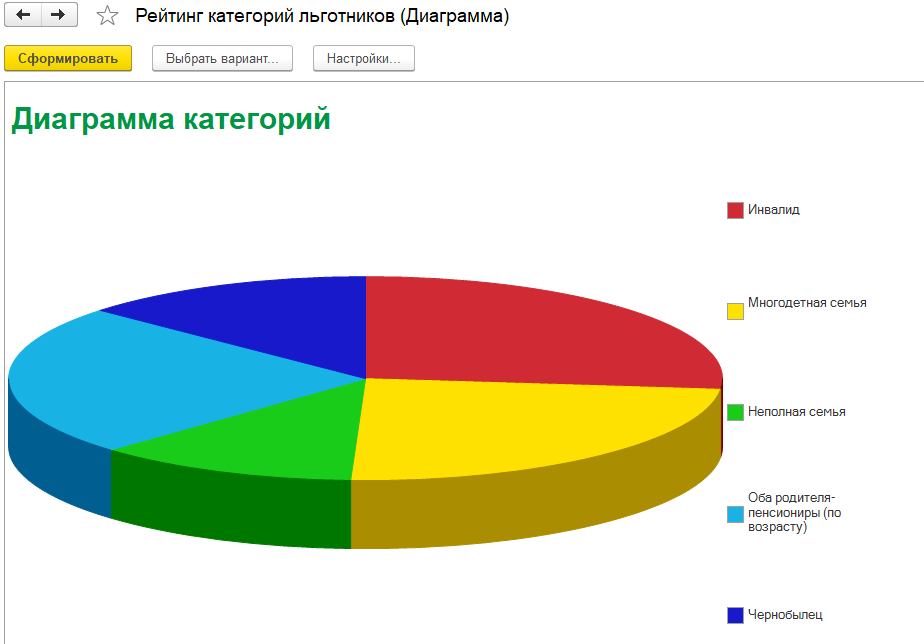 Рейтинг категорий льготников (Диаграмма)
Сформировать
Выбрать вариант...
Настройки...
Диаграмма категорий
Инвалид
Многодетная семья
Неполная семья
Оба родителя-
пенсиониры (по
возрасту)
Чернобылец